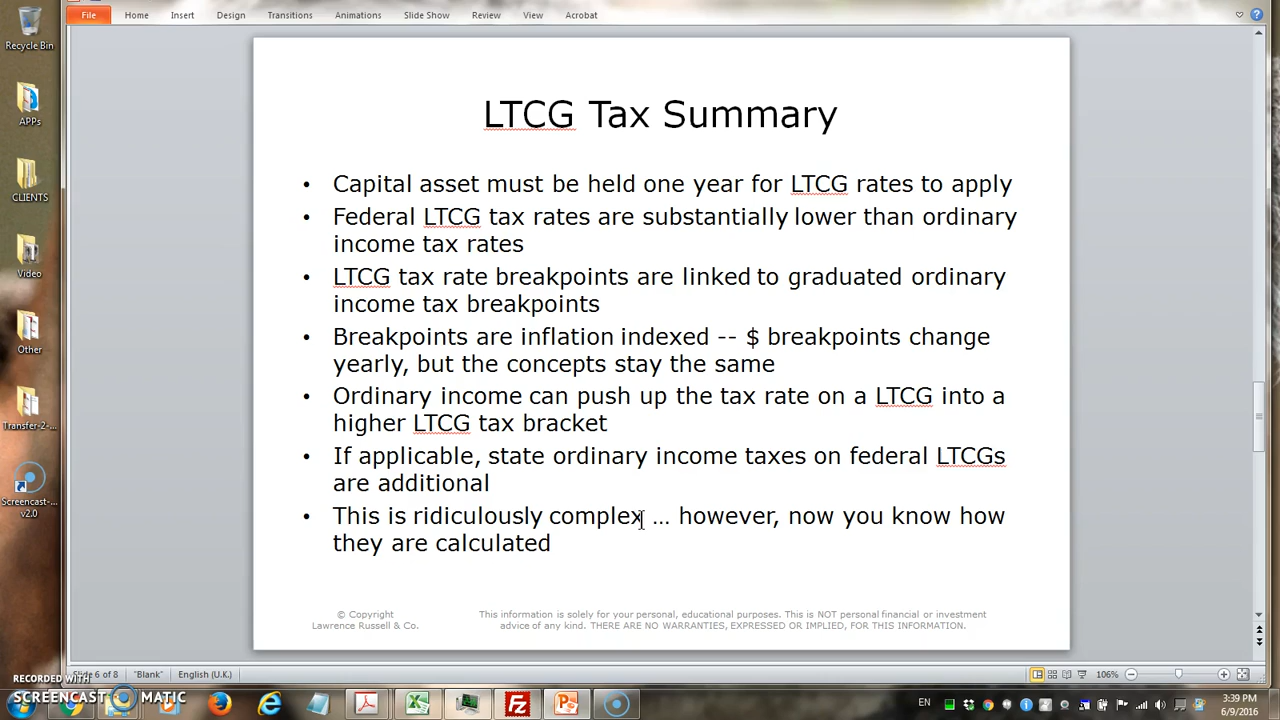 File Home Insert Design Transitions Animations Slide Show Review View Acrobat
Recycle Bin
APPs
CLIENTS
Video
Other
Transfer-2-...
Screencast-...
v2.0
LTCG Tax Summary
• Capital asset must be held one year for LTCG rates to apply
• Federal LTCG tax rates are substantially lower than ordinary
income tax rates
• LTCG tax rate breakpoints are linked to graduated ordinary
income tax breakpoints
• Breakpoints are inflation indexed -- $ breakpoints change
yearly, but the concepts stay the same
• Ordinary income can push up the tax rate on a LTCG into a
higher LTCG tax bracket
• If applicable, state ordinary income taxes on federal LTCGs
are additional
• This is ridiculously complex … however, now you know how
they are calculated
© Copyright
Lawrence Russell & Co.
This information is solely for your personal, educational purposes. This is NOT personal financial or investment
advice of any kind. THERE ARE NO WARRANTIES, EXPRESSED OR IMPLIED, FOR THIS INFORMATION.
Slide 6 of 8 "Blank" English (U.K.) 106%
RECORDED WITH
SCREENCAST MATIC
EN
3:39 PM
6/9/2016